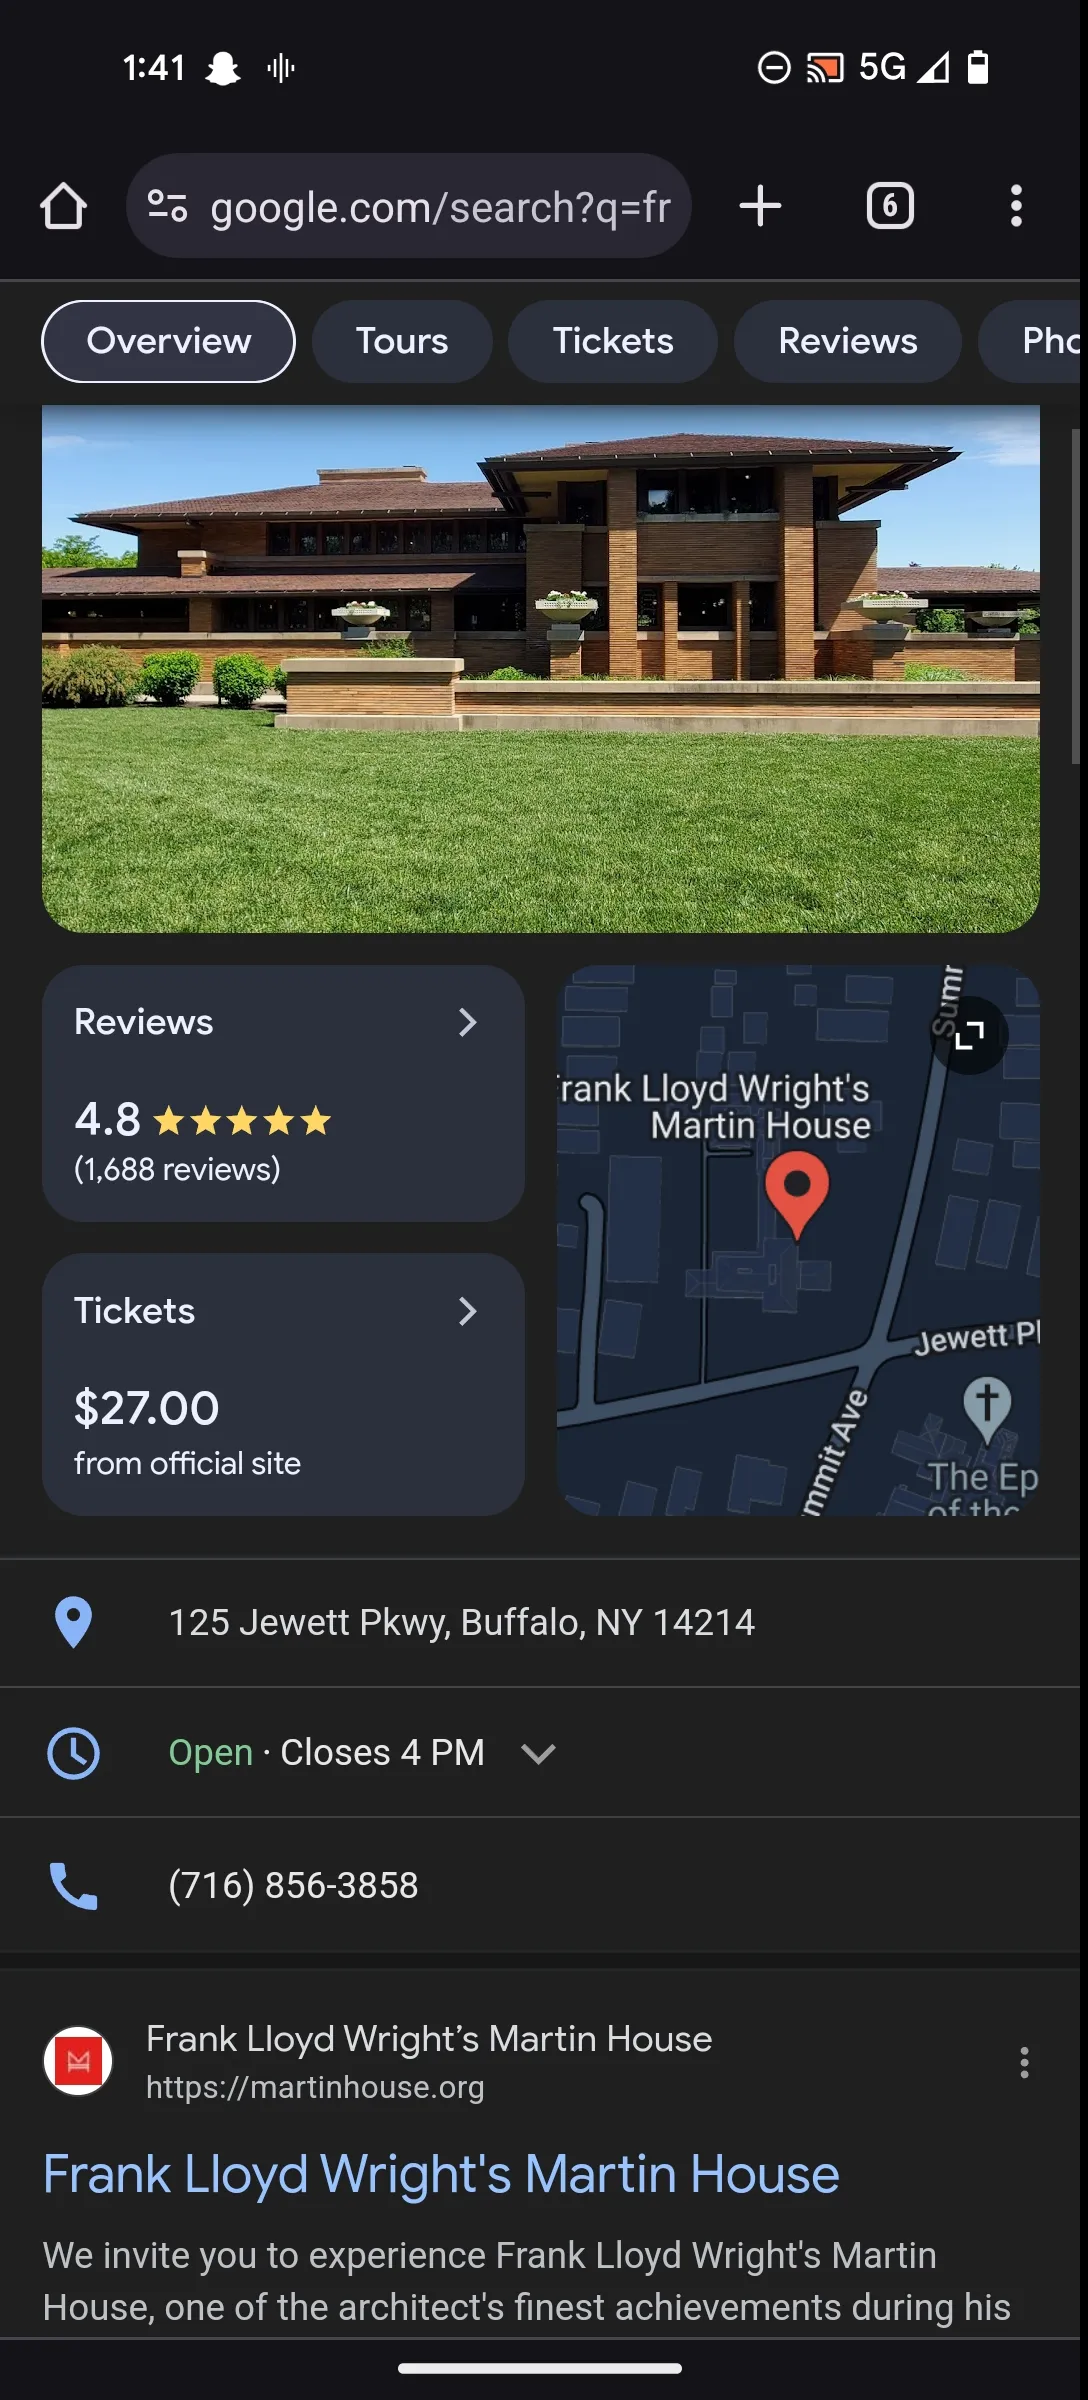 1:41
5G
google.com/search?q=fr
6
Overview
Tours
Tickets
Reviews
Pho
Reviews
4.8
(1,688 reviews)
Tickets
$27.00
from official site
Sumr
rank Lloyd Wright's
Martin House
Jewett P
mmit Ave
The Ep
of the
125 Jewett Pkwy, Buffalo, NY 14214
Open · Closes 4 PM
(716) 856-3858
Frank Lloyd Wright’s Martin House
https://martinhouse.org
Frank Lloyd Wright's Martin House
We invite you to experience Frank Lloyd Wright's Martin
House, one of the architect's finest achievements during his